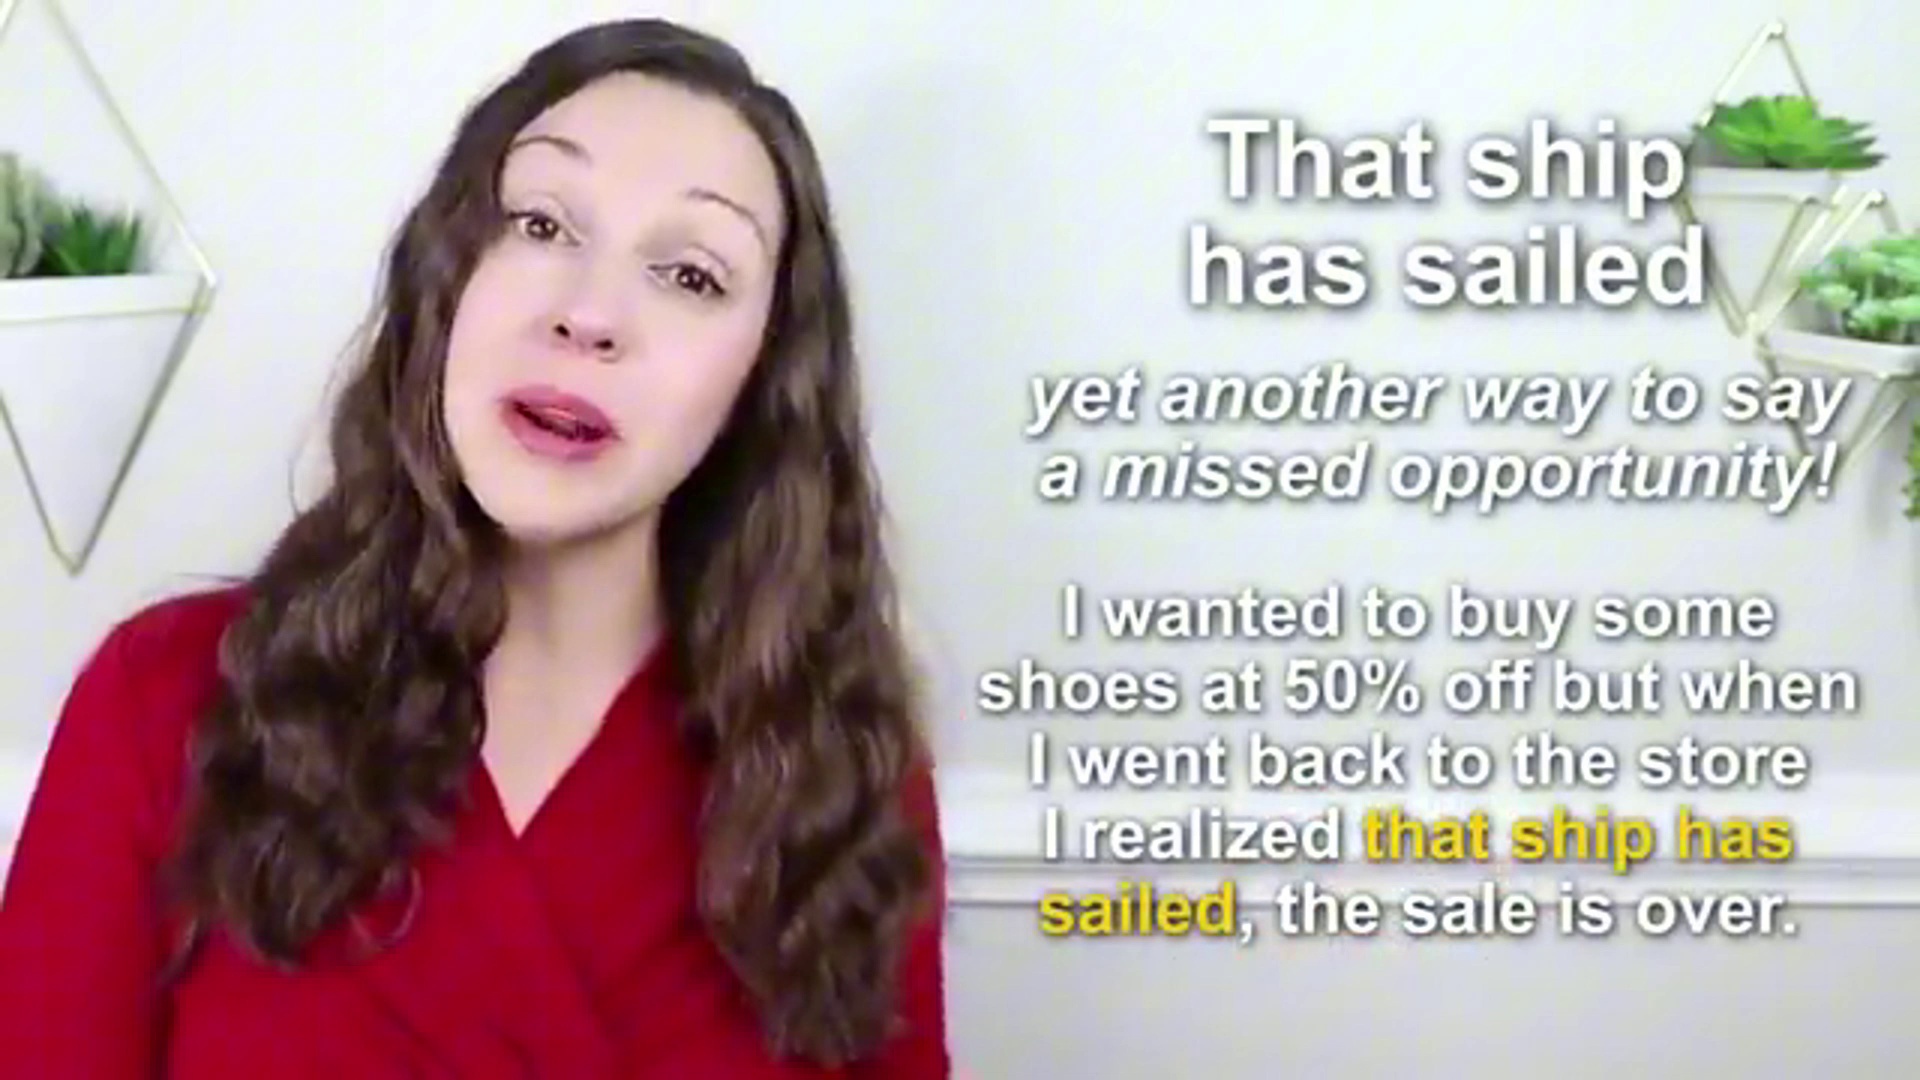 That ship
has sailed
yet another way to say
a missed opportunity!
I wanted to buy some
shoes at 50% off but when
I went back to the store
I realized that ship has
sailed, the sale is over.